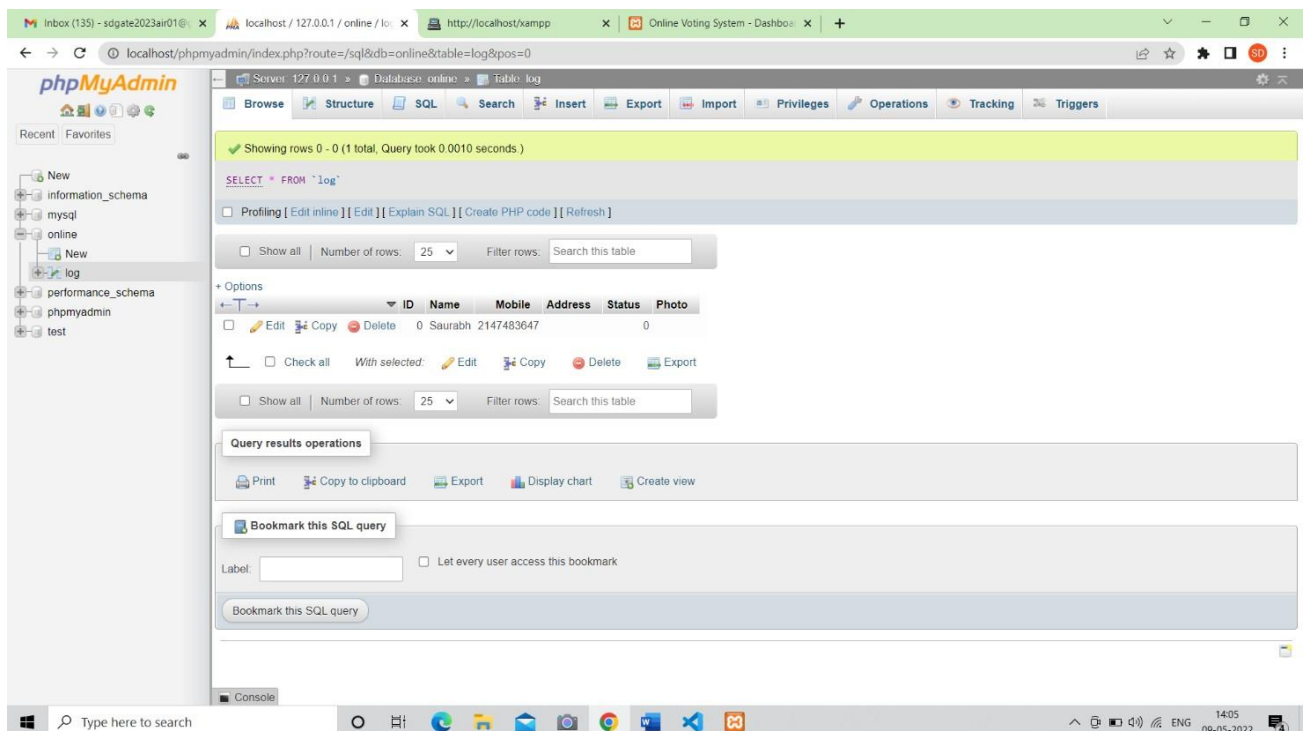 Inbox (135) - sdgate2023air01@g
localhost / 127.0.0.1 / online / lo
http://localhost/xampp
Online Voting System - Dashboa
localhost/phpmyadmin/index.php?route=/sql&db=online&table=log&pos=0
SD
phpMyAdmin
Recent Favorites
New
information_schema
mysql
online
New
log
performance_schema
phpmyadmin
test
Server: 127.0.0.1 » Database: online » Table: log
Browse Structure SQL Search Insert Export Import Privileges Operations Tracking Triggers
Showing rows 0 - 0 (1 total, Query took 0.0010 seconds.)
SELECT * FROM `log`
Profiling [ Edit inline ] [ Edit ] [ Explain SQL ] [ Create PHP code ] [ Refresh ]
Show all | Number of rows: 25 Filter rows: Search this table
+ Options
←T→ ID Name Mobile Address Status Photo
Edit Copy Delete 0 Saurabh 2147483647 0
Check all With selected: Edit Copy Delete Export
Show all | Number of rows: 25 Filter rows: Search this table
Query results operations
Print Copy to clipboard Export Display chart Create view
Bookmark this SQL query
Label: Let every user access this bookmark
Bookmark this SQL query
Console
Type here to search
ENG
14:05
09-05-2022